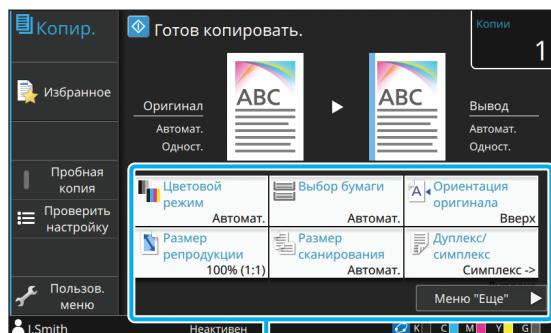 Копир.
Готов копировать.
Копии
1
Избранное
Оригинал
Автомат.
Одност.
ABC
ABC
Вывод
Автомат.
Одност.
Пробная
копия
Проверить
настройку
Пользов.
меню
Цветовой
режим
Автомат.
Выбор бумаги
Автомат.
A
Ориентация
оригинала
Вверх
Размер
репродукции
100% (1:1)
Размер
сканирования
Автомат.
Дуплекс/
симплекс
Симплекс ->
Меню "Еще"
J.Smith
Неактивен
K C M Y G